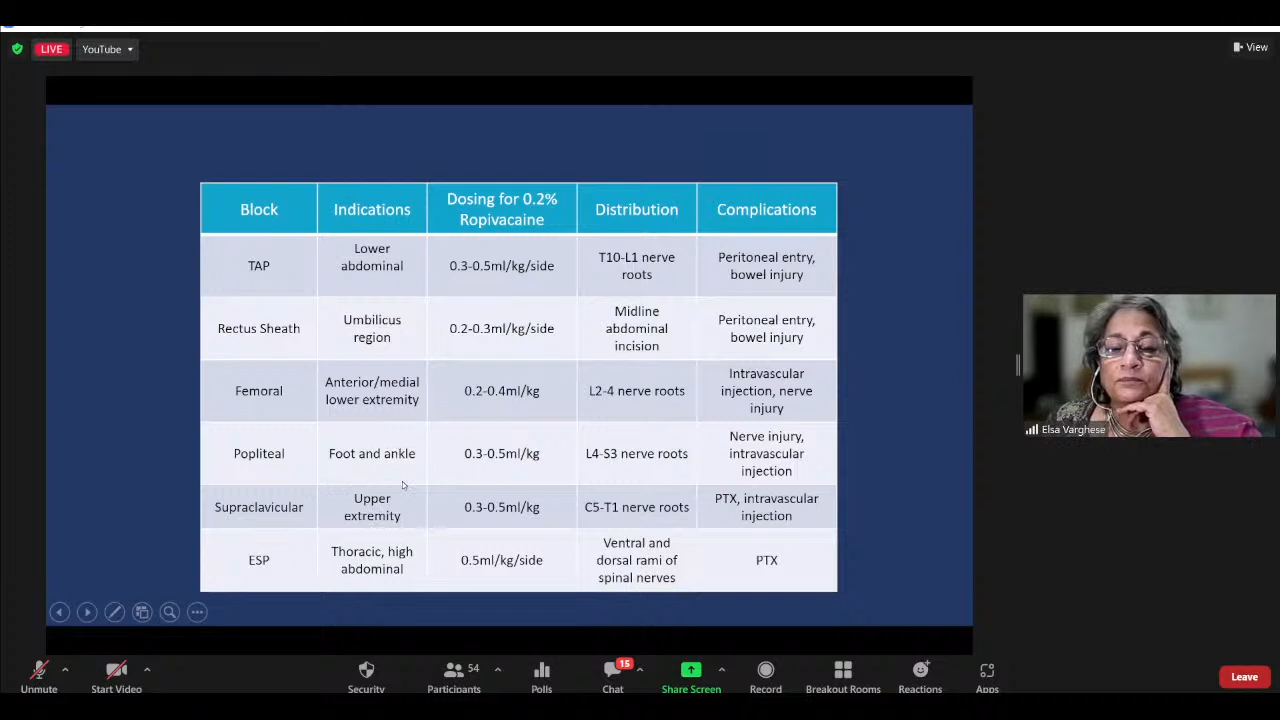 LIVE
YouTube
View
Block
Indications
Dosing for 0.2%
Ropivacaine
Distribution
Complications
TAP
Lower
abdominal
0.3-0.5ml/kg/side
T10-L1 nerve
roots
Peritoneal entry,
bowel injury
Rectus Sheath
Umbilicus
region
0.2-0.3ml/kg/side
Midline
abdominal
incision
Peritoneal entry,
bowel injury
Femoral
Anterior/medial
lower extremity
0.2-0.4ml/kg
L2-4 nerve roots
Intravascular
injection, nerve
injury
Popliteal
Foot and ankle
0.3-0.5ml/kg
L4-S3 nerve roots
Nerve injury,
intravascular
injection
Supraclavicular
Upper
extremity
0.3-0.5ml/kg
C5-T1 nerve roots
PTX, intravascular
injection
ESP
Thoracic, high
abdominal
0.5ml/kg/side
Ventral and
dorsal rami of
spinal nerves
PTX
Elsa Varghese
Unmute
Start Video
Security
Participants
54
Polls
Chat
15
Share Screen
Record
Breakout Rooms
Reactions
Apps
Leave